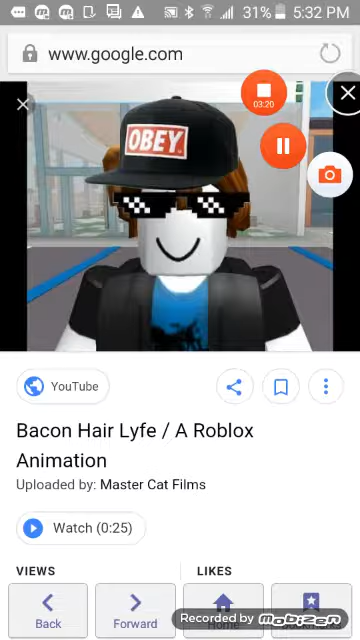 31% 5:32 PM
www.google.com
03:20
OBEY
YouTube
Bacon Hair Lyfe / A Roblox
Animation
Uploaded by: Master Cat Films
Watch (0:25)
VIEWS LIKES
Back Forward Home
Recorded by mobizen